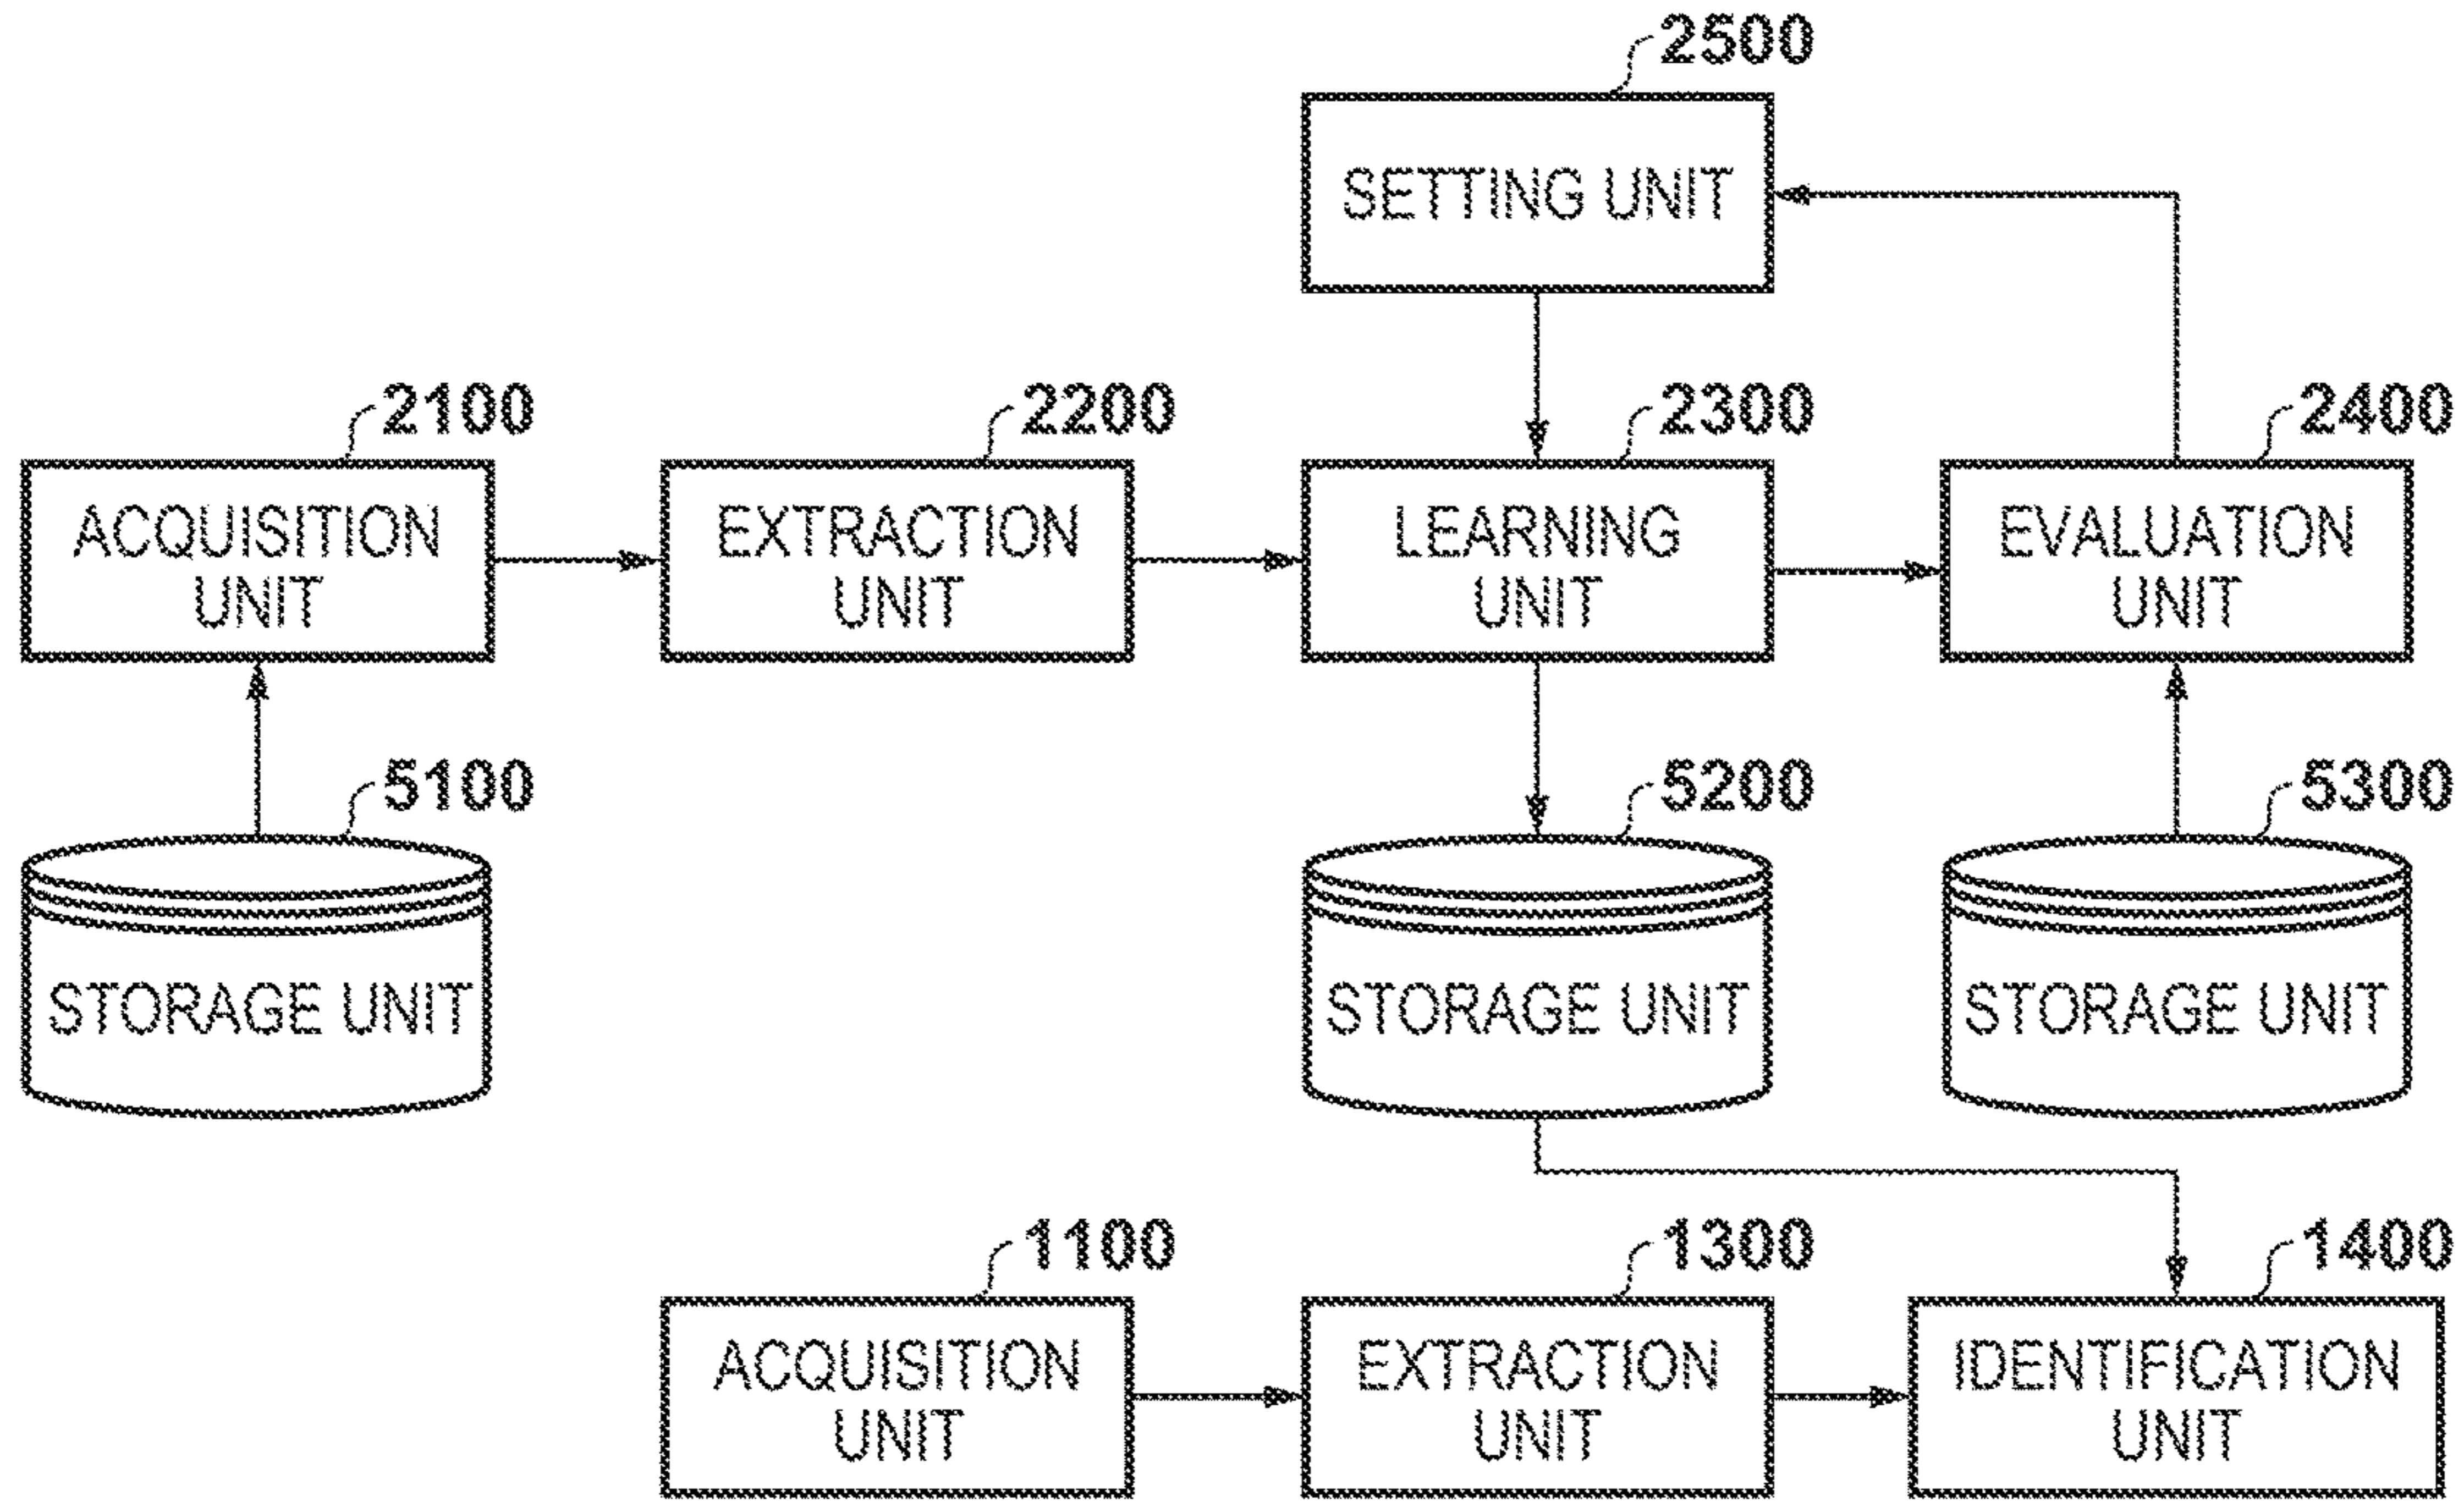 2500
SETTING UNIT
2100
2200
2300
2400
ACQUISITION
UNIT
EXTRACTION
UNIT
LEARNING
UNIT
EVALUATION
UNIT
5100
5200
5300
STORAGE UNIT
STORAGE UNIT
STORAGE UNIT
1100
1300
1400
ACQUISITION
UNIT
EXTRACTION
UNIT
IDENTIFICATION
UNIT